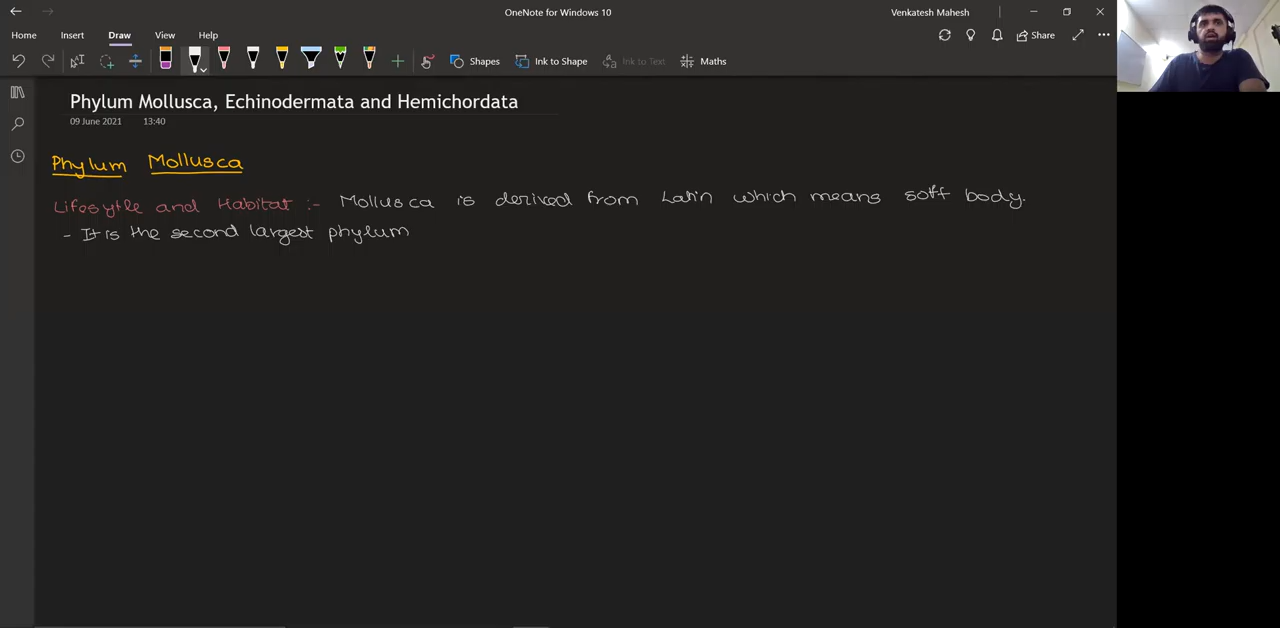 OneNote for Windows 10
Venkatesh Mahesh
Home Insert Draw View Help
Share
Shapes Ink to Shape Ink to Text Maths
Phylum Mollusca, Echinodermata and Hemichordata
09 June 2021 13:40
Phylum Mollusca
Lifesytle and Habitat :- Mollusca is derived from Latin which means soft body.
- It is the second largest phylum